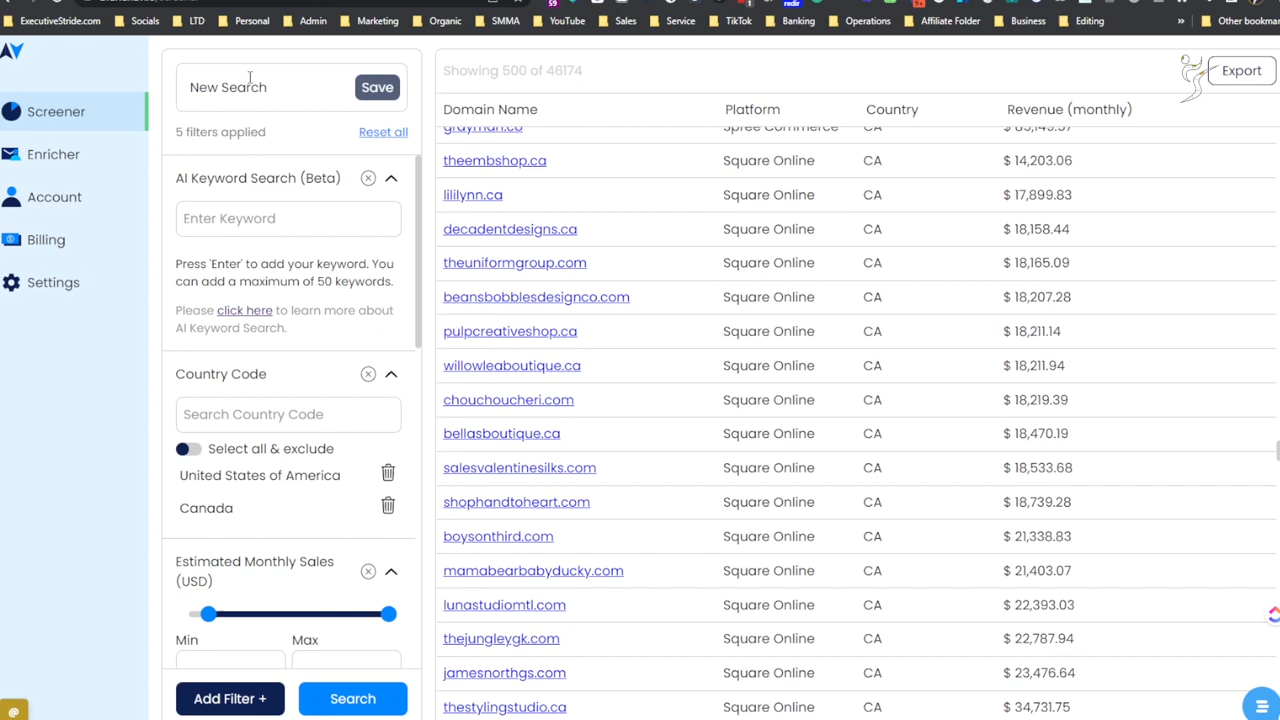 ExecutiveStride.com Socials LTD Personal Admin Marketing Organic SMMA YouTube Sales Service TikTok Banking Operations Affiliate Folder Business Editing » Other bookmar
New Search Save
5 filters applied Reset all
Screener
Enricher
Account
Billing
Settings
AI Keyword Search (Beta)
Enter Keyword
Press 'Enter' to add your keyword. You
can add a maximum of 50 keywords.
Please click here to learn more about
AI Keyword Search.
Country Code
Search Country Code
Select all & exclude
United States of America
Canada
Estimated Monthly Sales
(USD)
Min Max
Add Filter + Search
Showing 500 of 46174 Export
Domain Name Platform Country Revenue (monthly)
grayman.co Spree Commerce CA
theembshop.ca Square Online CA $ 14,203.06
lililynn.ca Square Online CA $ 17,899.83
decadentdesigns.ca Square Online CA $ 18,158.44
theuniformgroup.com Square Online CA $ 18,165.09
beansbobblesdesignco.com Square Online CA $ 18,207.28
pulpcreativeshop.ca Square Online CA $ 18,211.14
willowleaboutique.ca Square Online CA $ 18,211.94
chouchoucheri.com Square Online CA $ 18,219.39
bellasboutique.ca Square Online CA $ 18,470.19
salesvalentinesilks.com Square Online CA $ 18,533.68
shophandtoheart.com Square Online CA $ 18,739.28
boysonthird.com Square Online CA $ 21,338.83
mamabearbabyducky.com Square Online CA $ 21,403.07
lunastudiomtl.com Square Online CA $ 22,393.03
thejungleygk.com Square Online CA $ 22,787.94
jamesnorthgs.com Square Online CA $ 23,476.64
thestylingstudio.ca Square Online CA $ 34,731.75